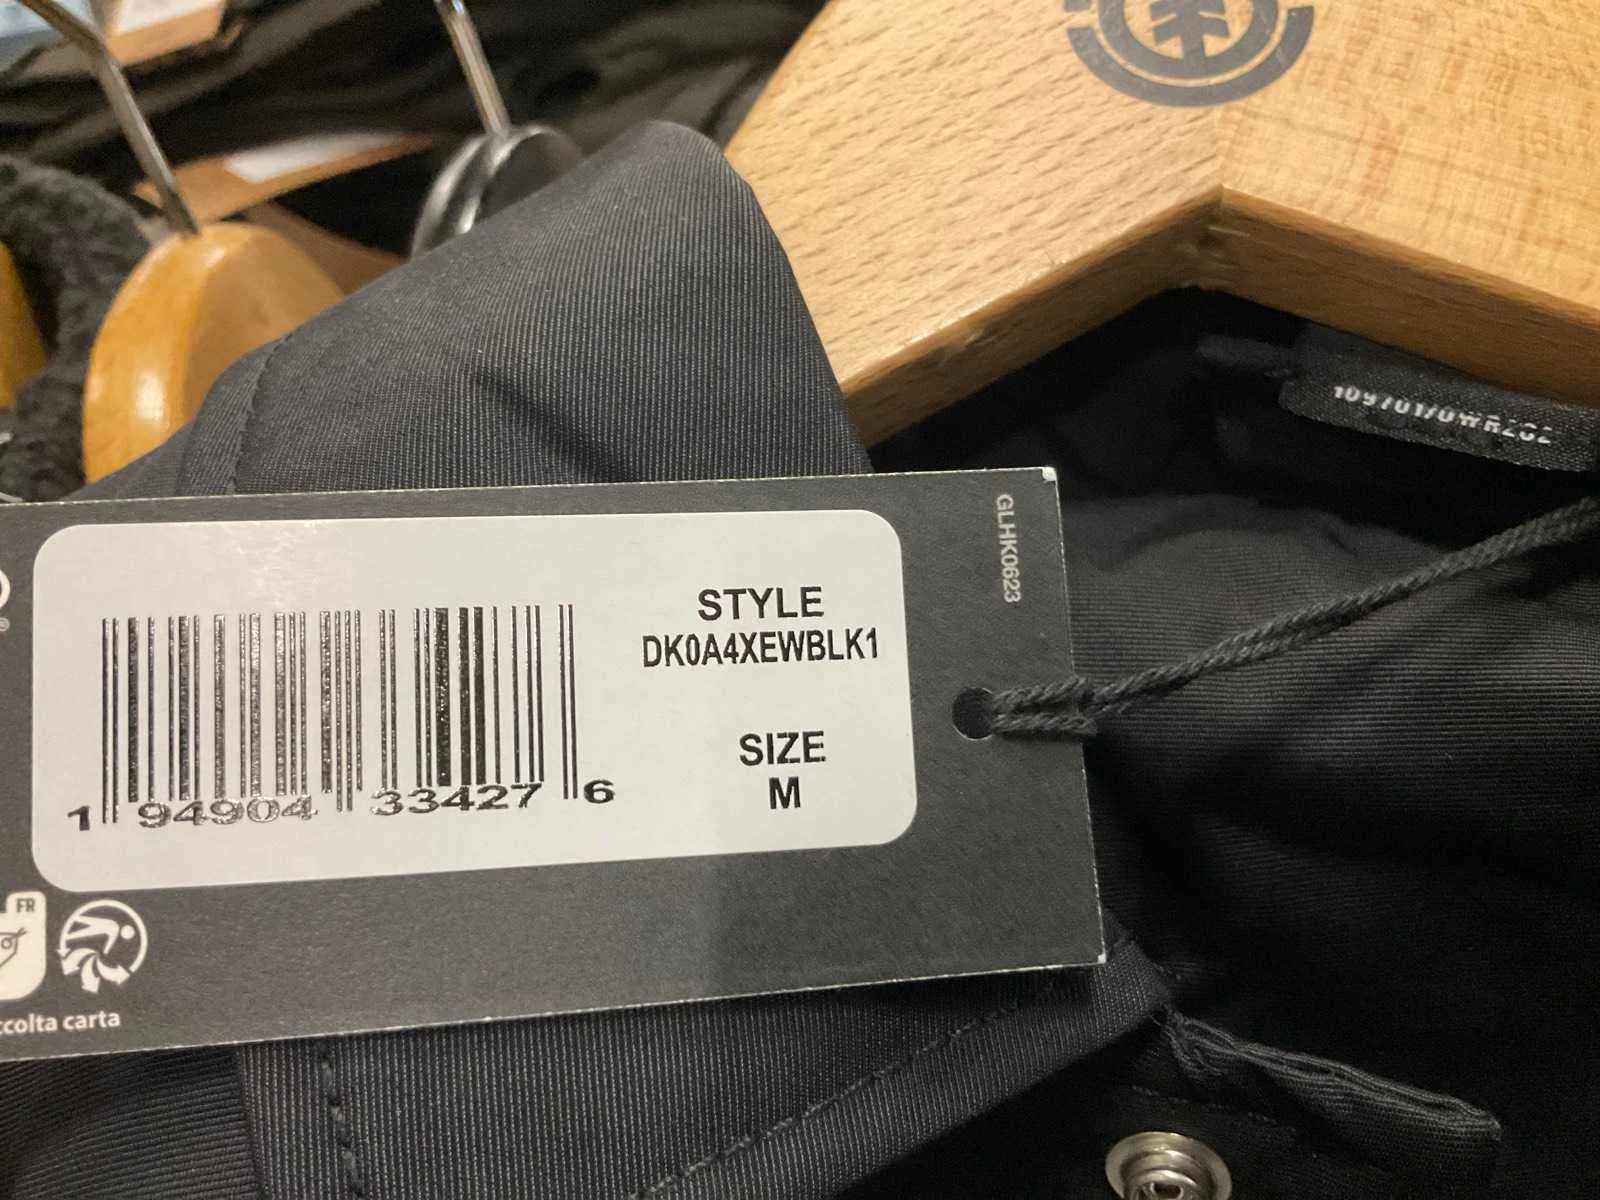 GLHK0623
STYLE
DK0A4XEWBLK1
SIZE
M
1 94904 33427 6
FR
ccolta carta